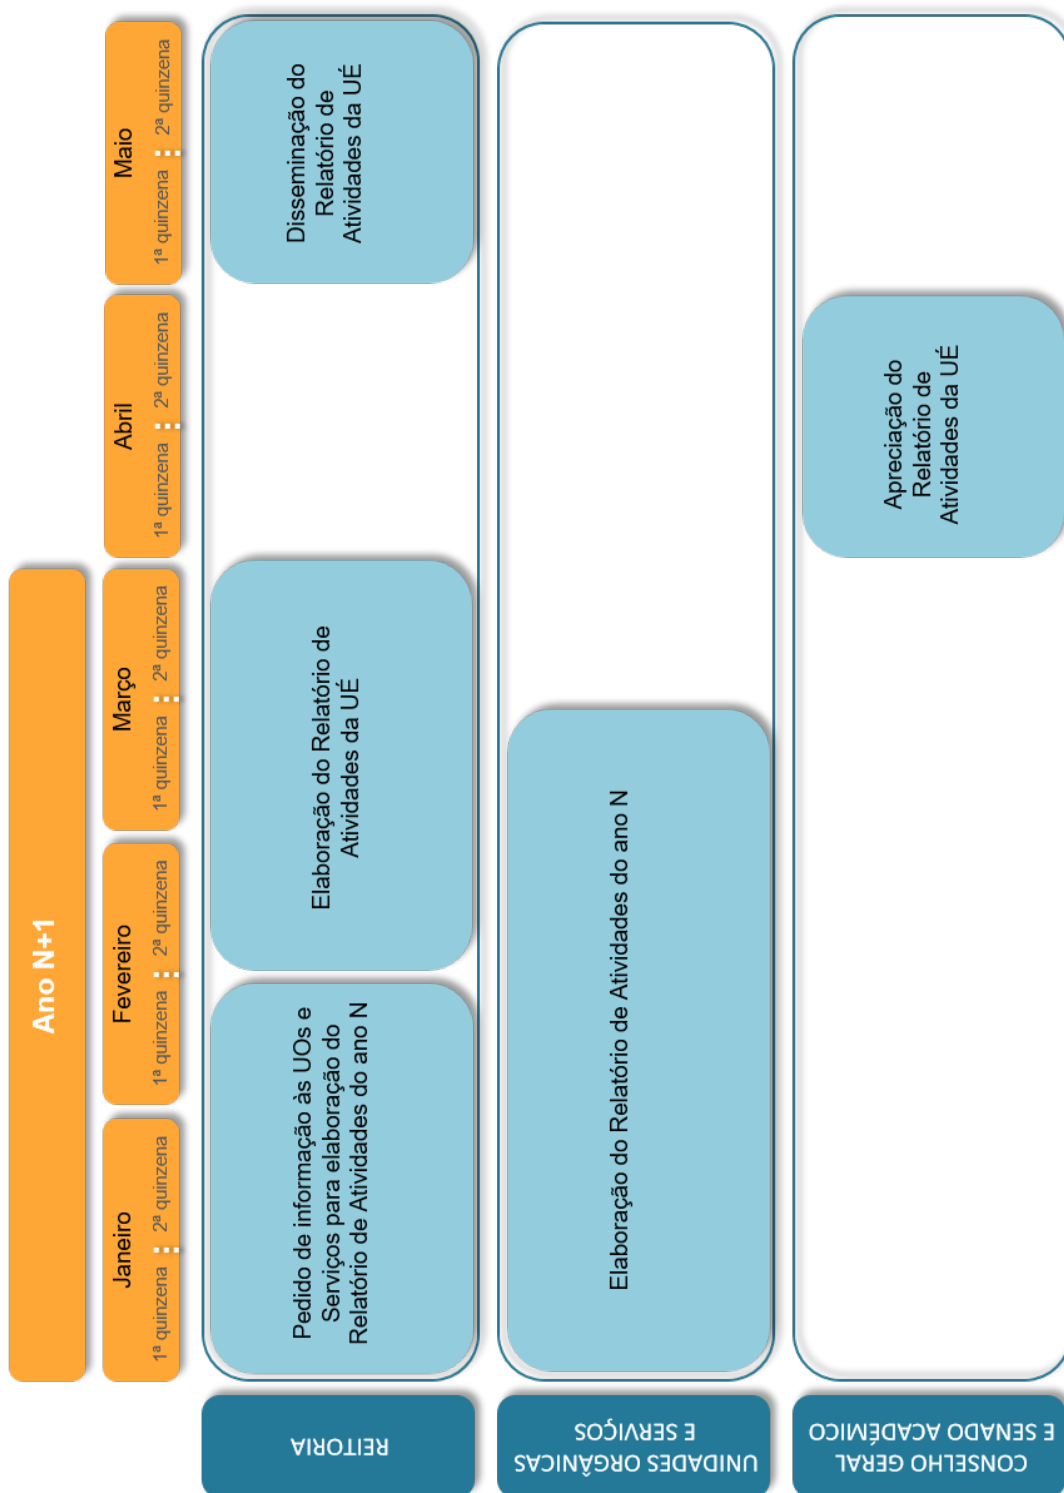 Ano N+1
Janeiro
1ª quinzena
2ª quinzena
Fevereiro
1ª quinzena
2ª quinzena
Março
1ª quinzena
2ª quinzena
Abril
1ª quinzena
2ª quinzena
Maio
1ª quinzena
2ª quinzena
REITORIA
Pedido de informação às UOs e
Serviços para elaboração do
Relatório de Atividades do ano N
Elaboração do Relatório de
Atividades da UÉ
Disseminação do
Relatório de
Atividades da UÉ
UNIDADES ORGÂNICAS
E SERVIÇOS
Elaboração do Relatório de Atividades do ano N
CONSELHO GERAL
E SENADO ACADÉMICO
Apreciação do
Relatório de
Atividades da UÉ